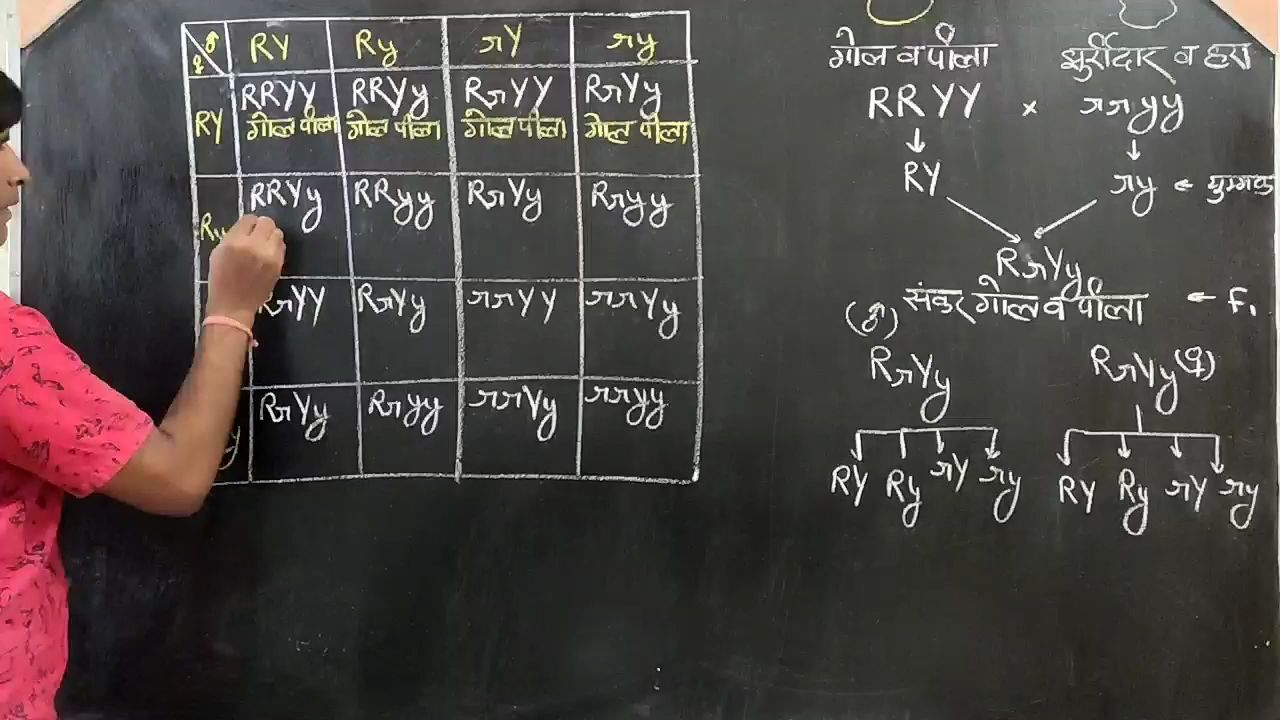 ♂ RY Ry rY ry
♀
RY RRYy RRYy RrYY RrYy
गोल पीला गोल पीला गोल पीला गोल पीला
RRYy RRyy RrYy Rryy
RrYY RrYy rrYY rrYy
RrYy Rryy rrYy rryy
गोल व पीला झुर्रीदार व हरा
RRYY × rryy
↓ ↓
RY ry ← युग्मक
RrYy
संकर गोल व पीला ← F₁
(♂)
RrYy RrYy (♀)
RY Ry rY ry RY Ry rY ry